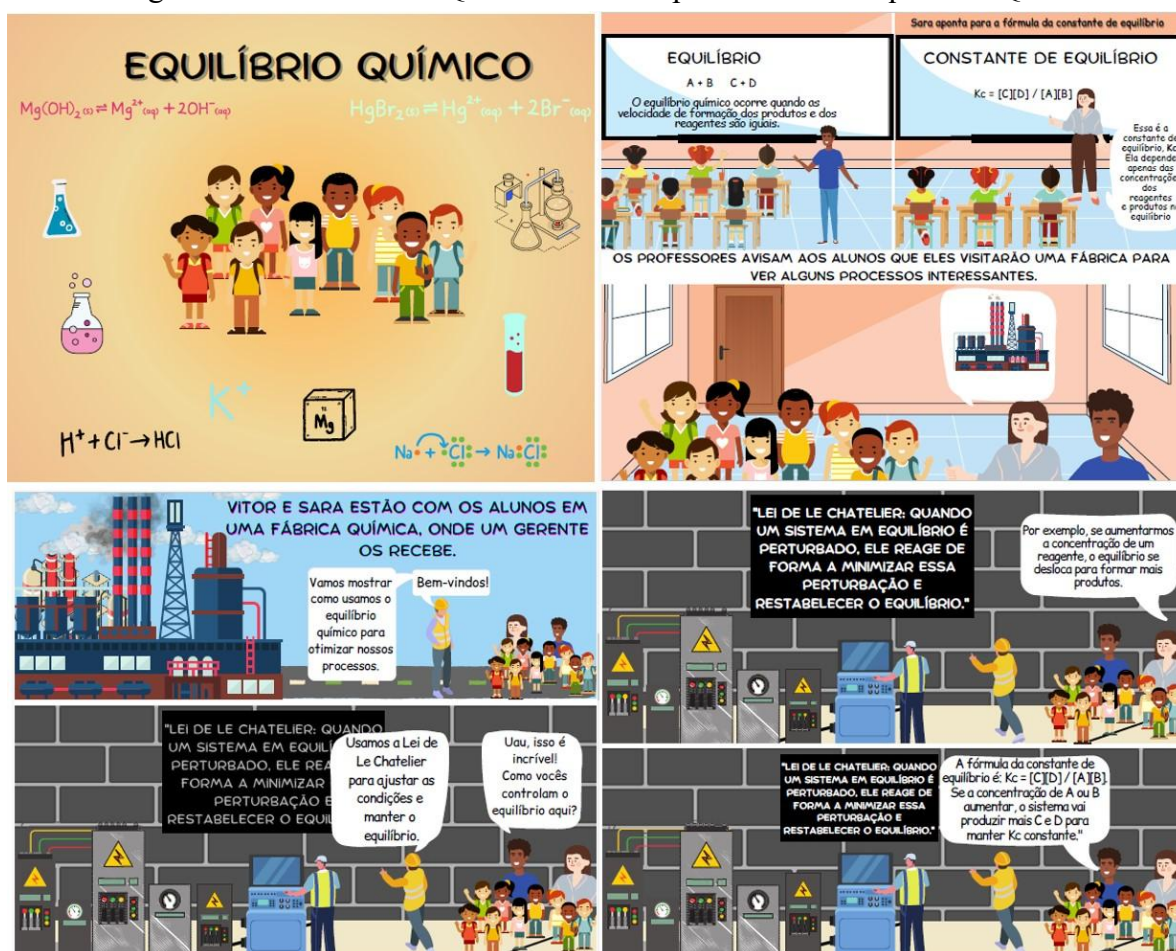 EQUILÍBRIO QUÍMICO
Mg(OH)₂(s) ⇌ Mg²⁺(aq) + 2OH⁻(aq)
HgBr₂(s) ⇌ Hg²⁺(aq) + 2Br⁻(aq)
K⁺
Mg
H⁺ + Cl⁻ → HCl
Na + Cl → Na Cl
Sara aponta para a fórmula da constante de equilíbrio
EQUILÍBRIO
A + B C + D
O equilíbrio químico ocorre quando as
velocidade de formação dos produtos e dos
reagentes são iguais.
CONSTANTE DE EQUILÍBRIO
Kc = [C][D] / [A][B]
Essa é a
constante de
equilíbrio, Kc
Ela depende
apenas das
concentrações
dos
reagentes
e produtos no
equilíbrio
OS PROFESSORES AVISAM AOS ALUNOS QUE ELES VISITARÃO UMA FÁBRICA PARA
VER ALGUNS PROCESSOS INTERESSANTES.
VITOR E SARA ESTÃO COM OS ALUNOS EM
UMA FÁBRICA QUÍMICA, ONDE UM GERENTE
OS RECEBE.
Vamos mostrar
como usamos o
equilíbrio
químico para
otimizar nossos
processos.
Bem-vindos!
"LEI DE LE CHATELIER: QUANDO
UM SISTEMA EM EQUILÍBRIO É
PERTURBADO, ELE REAGE DE
FORMA A MINIMIZAR ESSA
PERTURBAÇÃO E
RESTABELECER O EQUILÍBRIO."
Por exemplo, se aumentarmos
a concentração de um
reagente, o equilíbrio se
desloca para formar mais
produtos.
"LEI DE LE CHATELIER: QUANDO
UM SISTEMA EM EQUIL
PERTURBADO, ELE REA
FORMA A MINIMIZAR
PERTURBAÇÃO E
RESTABELECER O EQUIL
Usamos a Lei de
Le Chatelier
para ajustar as
condições e
manter o
equilíbrio.
Uau, isso é
incrível!
Como vocês
controlam o
equilíbrio aqui?
"LEI DE LE CHATELIER: QUANDO
UM SISTEMA EM EQUILÍBRIO É
PERTURBADO, ELE REAGE DE
FORMA A MINIMIZAR ESSA
PERTURBAÇÃO E
RESTABELECER O EQUILÍBRIO."
A fórmula da constante de
equilíbrio é: Kc = [C][D] / [A][B].
Se a concentração de A ou B
aumentar, o sistema vai
produzir mais C e D para
manter Kc constante."